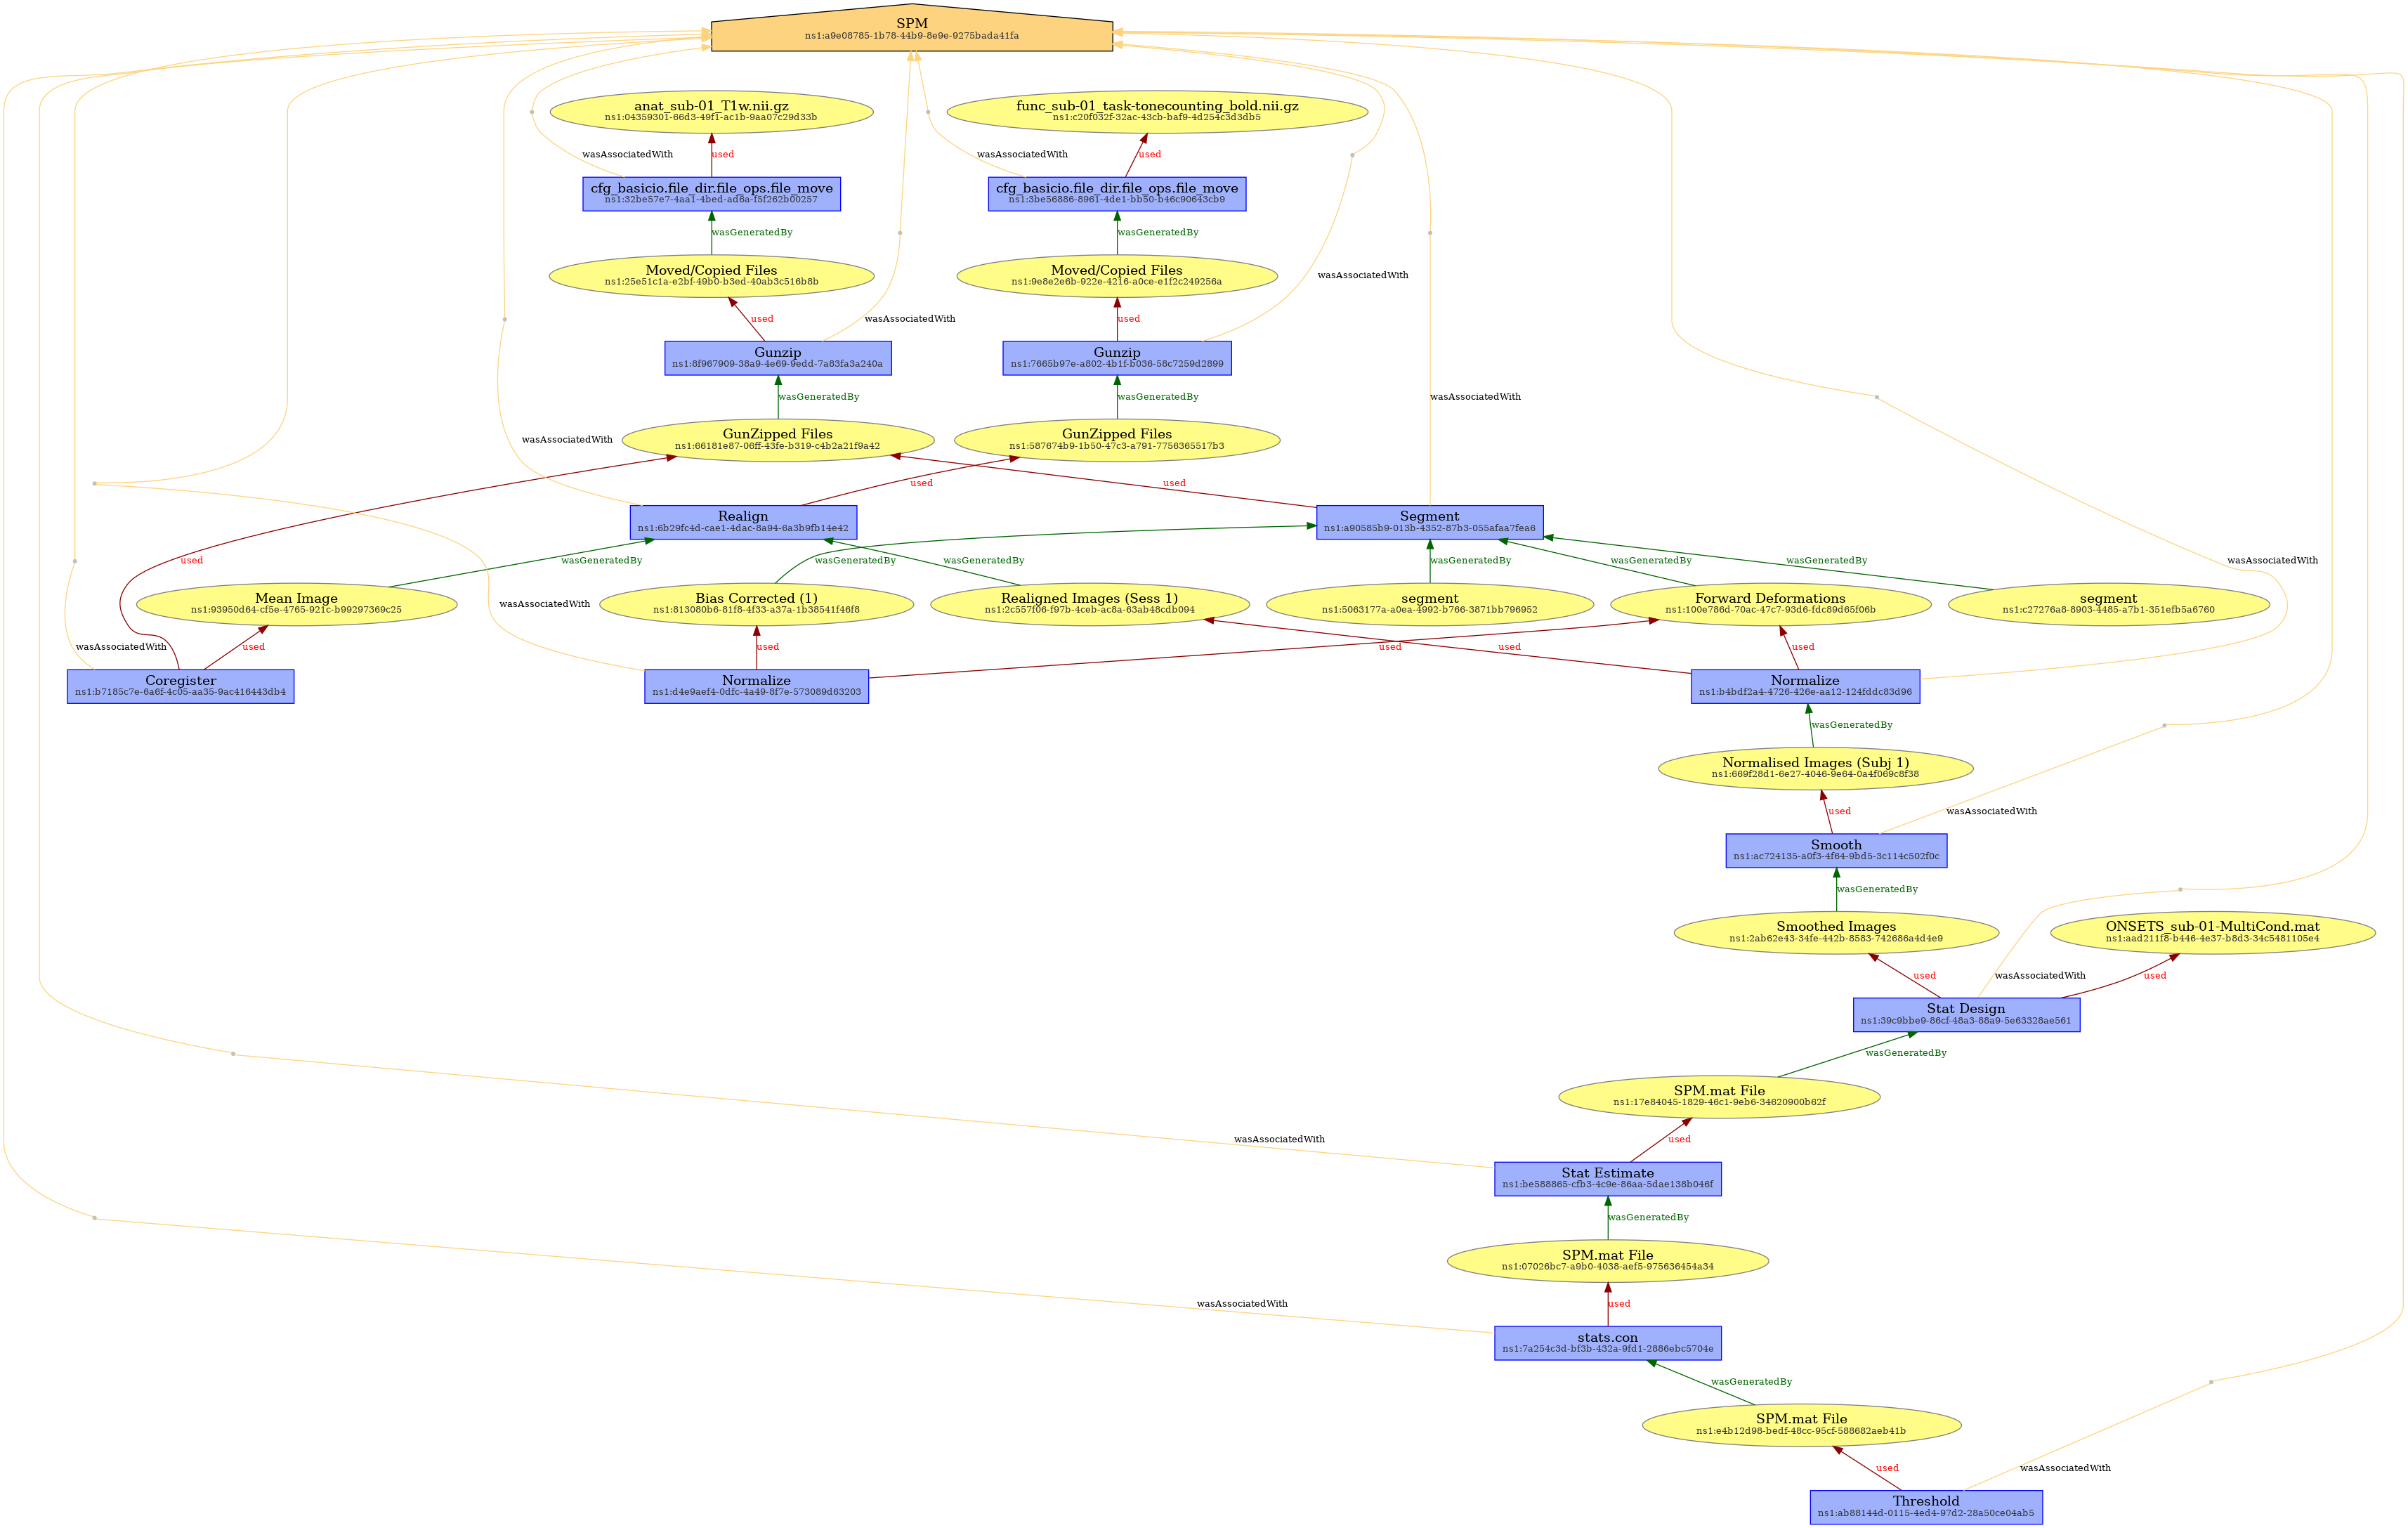 SPM
ns1:a9e08785-1b78-44b9-8e9e-9275bada41fa
anat_sub-01_T1w.nii.gz
ns1:04359301-66d3-49f1-ac1b-9aa07c29d33b
func_sub-01_task-tonecounting_bold.nii.gz
ns1:c20f032f-32ac-43cb-baf9-4d254c3d3db5
wasAssociatedWith
used
wasAssociatedWith
used
cfg_basicio.file_dir.file_ops.file_move
ns1:32be57e7-4aa1-4bed-ad6a-f5f262b00257
cfg_basicio.file_dir.file_ops.file_move
ns1:3be56886-8961-4de1-bb50-b46c90643cb9
wasGeneratedBy
wasGeneratedBy
Moved/Copied Files
ns1:25e51c1a-e2bf-49b0-b3ed-40ab3c516b8b
Moved/Copied Files
ns1:9e8e2e6b-922e-4216-a0ce-e1f2c249256a
wasAssociatedWith
used
wasAssociatedWith
used
Gunzip
ns1:8f967909-38a9-4e69-9edd-7a83fa3a240a
Gunzip
ns1:7665b97e-a802-4b1f-b036-58c7259d2899
wasGeneratedBy
wasGeneratedBy
wasAssociatedWith
GunZipped Files
ns1:66181e87-06ff-43fe-b319-c4b2a21f9a42
GunZipped Files
ns1:587674b9-1b50-47c3-a791-7756365517b3
wasAssociatedWith
used
used
Realign
ns1:6b29fc4d-cae1-4dac-8a94-6a3b9fb14e42
Segment
ns1:a90585b9-013b-4352-87b3-055afaa7fea6
used
wasGeneratedBy
wasGeneratedBy
wasGeneratedBy
wasGeneratedBy
wasGeneratedBy
wasGeneratedBy
wasAssociatedWith
Mean Image
ns1:93950d64-cf5e-4765-921c-b99297369c25
wasAssociatedWith
Bias Corrected (1)
ns1:813080b6-81f8-4f33-a37a-1b38541f46f8
Realigned Images (Sess 1)
ns1:2c557f06-f97b-4ceb-ac8a-63ab48cdb094
segment
ns1:5063177a-a0ea-4992-b766-3871bb796952
Forward Deformations
ns1:100e786d-70ac-47c7-93d6-fdc89d65f06b
segment
ns1:c27276a8-8903-4485-a7b1-351efb5a6760
wasAssociatedWith
used
used
used
used
used
Coregister
ns1:b7185c7e-6a6f-4c05-aa35-9ac416443db4
Normalize
ns1:d4e9aef4-0dfc-4a49-8f7e-573089d63203
Normalize
ns1:b4bdf2a4-4726-426e-aa12-124fddc83d96
wasGeneratedBy
Normalised Images (Subj 1)
ns1:669f28d1-6e27-4046-9e64-0a4f069c8f38
used
wasAssociatedWith
Smooth
ns1:ac724135-a0f3-4f64-9bd5-3c114c502f0c
wasGeneratedBy
Smoothed Images
ns1:2ab62e43-34fe-442b-8583-742686a4d4e9
ONSETS_sub-01-MultiCond.mat
ns1:aad211f8-b446-4e37-b8d3-34c5481105e4
used
wasAssociatedWith
used
Stat Design
ns1:39c9bbe9-86cf-48a3-88a9-5e63328ae561
wasGeneratedBy
SPM.mat File
ns1:17e84045-1829-46c1-9eb6-34620900b62f
wasAssociatedWith
used
Stat Estimate
ns1:be588865-cfb3-4c9e-86aa-5dae138b046f
wasGeneratedBy
SPM.mat File
ns1:07026bc7-a9b0-4038-aef5-975636454a34
wasAssociatedWith
used
stats.con
ns1:7a254c3d-bf3b-432a-9fd1-2886ebc5704e
wasGeneratedBy
SPM.mat File
ns1:e4b12d98-bedf-48cc-95cf-588682aeb41b
used
wasAssociatedWith
Threshold
ns1:ab88144d-0115-4ed4-97d2-28a50ce04ab5